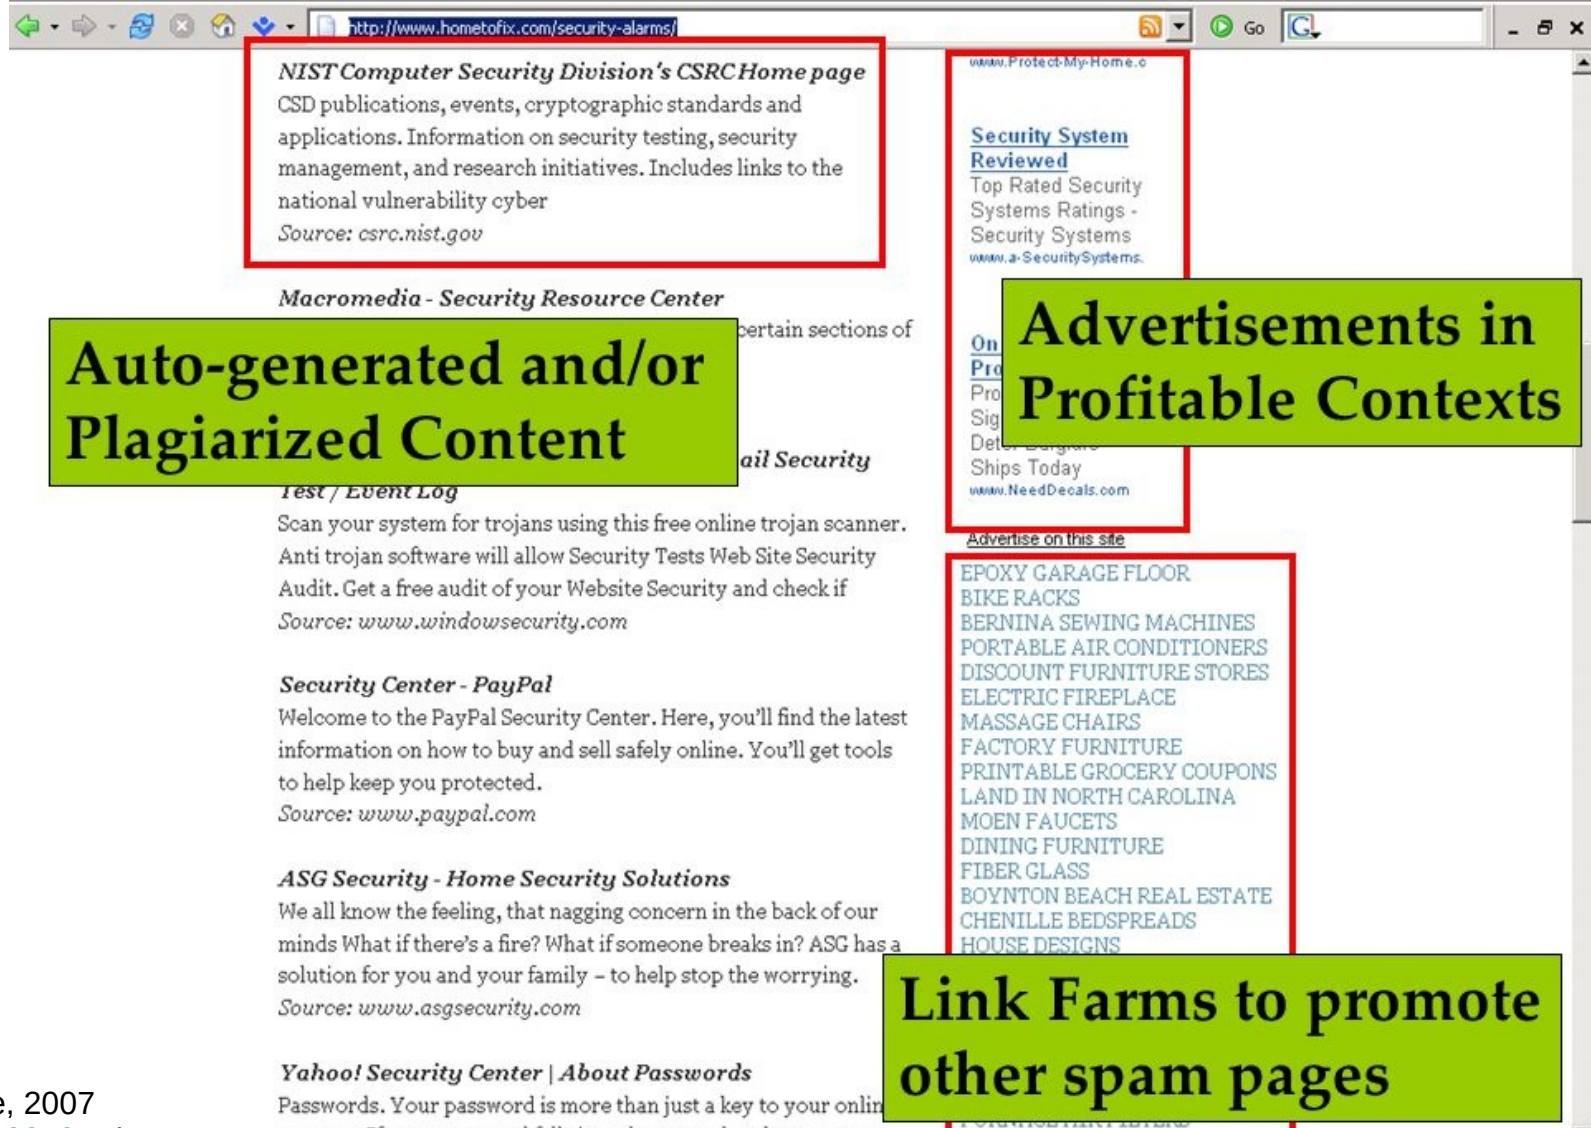 http://www.hometofix.com/security-alarms/
Go
NIST Computer Security Division's CSRC Home page
CSD publications, events, cryptographic standards and
applications. Information on security testing, security
management, and research initiatives. Includes links to the
national vulnerability cyber
Source: csrc.nist.gov
Macromedia - Security Resource Center
certain sections of
Auto-generated and/or
Plagiarized Content
ail Security
Test / Event Log
Scan your system for trojans using this free online trojan scanner.
Anti trojan software will allow Security Tests Web Site Security
Audit. Get a free audit of your Website Security and check if
Source: www.windowsecurity.com
Security Center - PayPal
Welcome to the PayPal Security Center. Here, you'll find the latest
information on how to buy and sell safely online. You'll get tools
to help keep you protected.
Source: www.paypal.com
ASG Security - Home Security Solutions
We all know the feeling, that nagging concern in the back of our
minds What if there's a fire? What if someone breaks in? ASG has a
solution for you and your family – to help stop the worrying.
Source: www.asgsecurity.com
Yahoo! Security Center | About Passwords
Passwords. Your password is more than just a key to your onlin
www.Protect-My-Home.c
Security System
Reviewed
Top Rated Security
Systems Ratings -
Security Systems
www.a-SecuritySystems.
Advertisements in
Profitable Contexts
On
Pro
Pro
Sig
Ships Today
www.NeedDecals.com
Advertise on this site
EPOXY GARAGE FLOOR
BIKE RACKS
BERNINA SEWING MACHINES
PORTABLE AIR CONDITIONERS
DISCOUNT FURNITURE STORES
ELECTRIC FIREPLACE
MASSAGE CHAIRS
FACTORY FURNITURE
PRINTABLE GROCERY COUPONS
LAND IN NORTH CAROLINA
MOEN FAUCETS
DINING FURNITURE
FIBER GLASS
BOYNTON BEACH REAL ESTATE
CHENILLE BEDSPREADS
HOUSE DESIGNS
Link Farms to promote
other spam pages
e, 2007